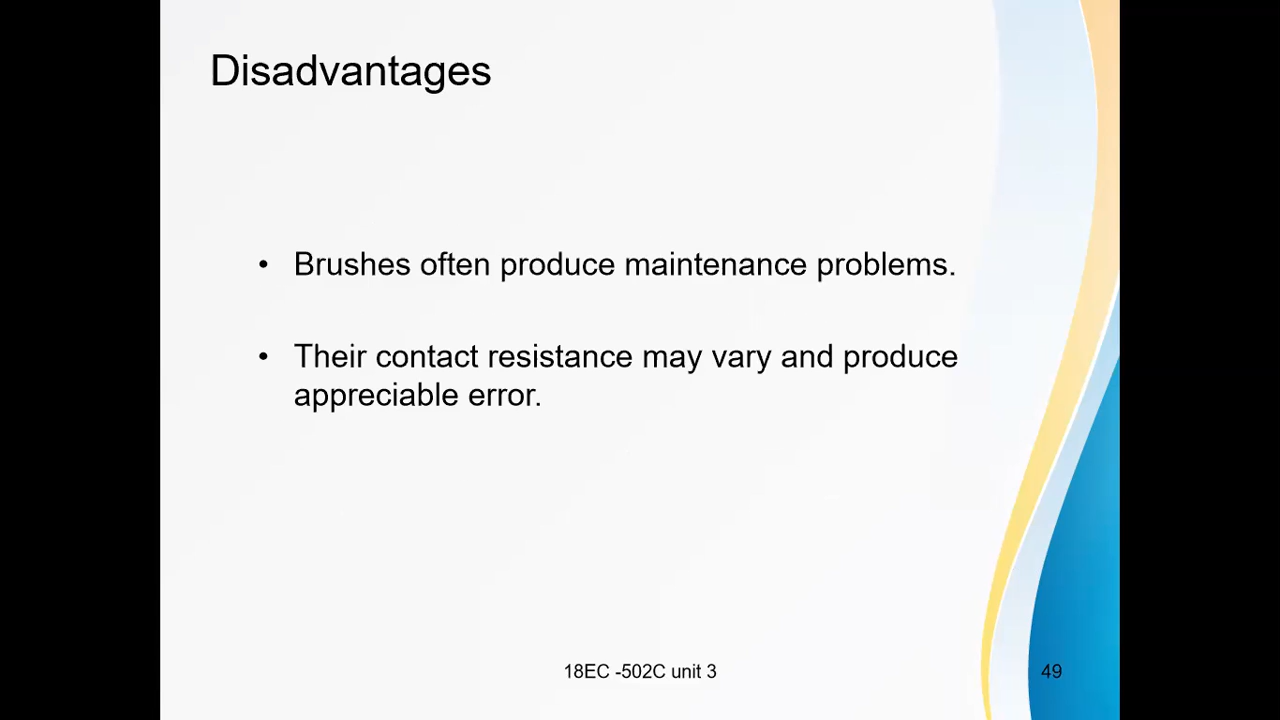 Disadvantages
• Brushes often produce maintenance problems.
• Their contact resistance may vary and produce
appreciable error.
18EC -502C unit 3
49